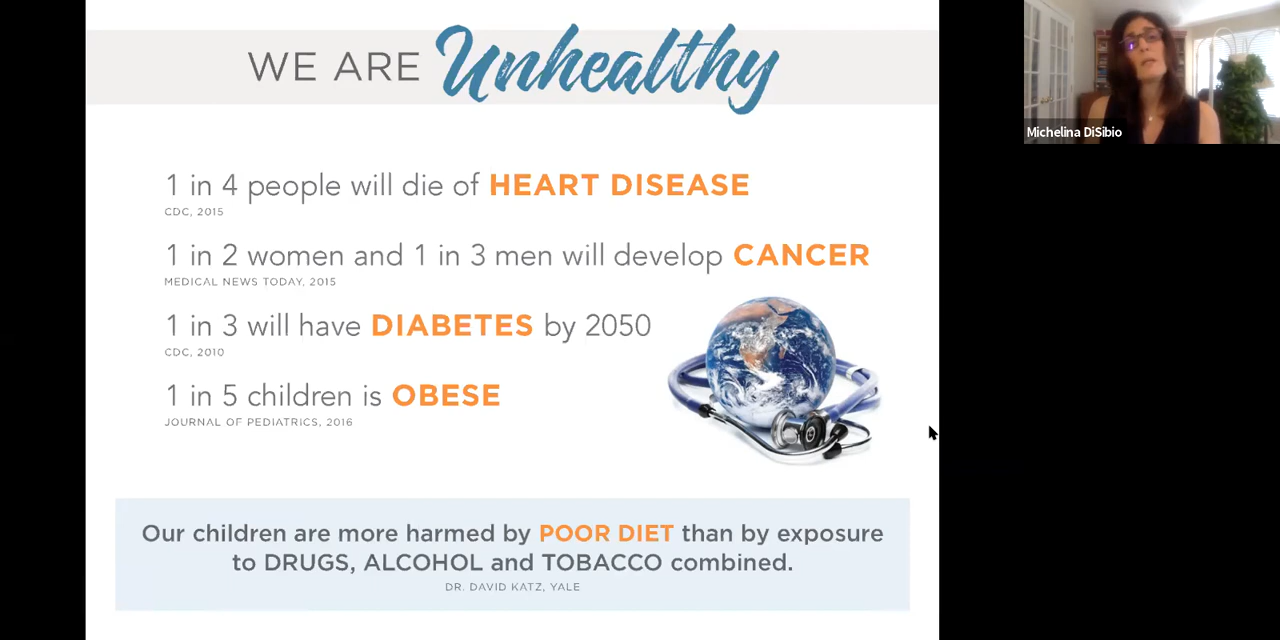 WE ARE Unhealthy
1 in 4 people will die of HEART DISEASE
CDC, 2015
1 in 2 women and 1 in 3 men will develop CANCER
MEDICAL NEWS TODAY, 2015
1 in 3 will have DIABETES by 2050
CDC, 2010
1 in 5 children is OBESE
JOURNAL OF PEDIATRICS, 2016
Our children are more harmed by POOR DIET than by exposure
to DRUGS, ALCOHOL and TOBACCO combined.
DR. DAVID KATZ, YALE
Michelina DiSibio